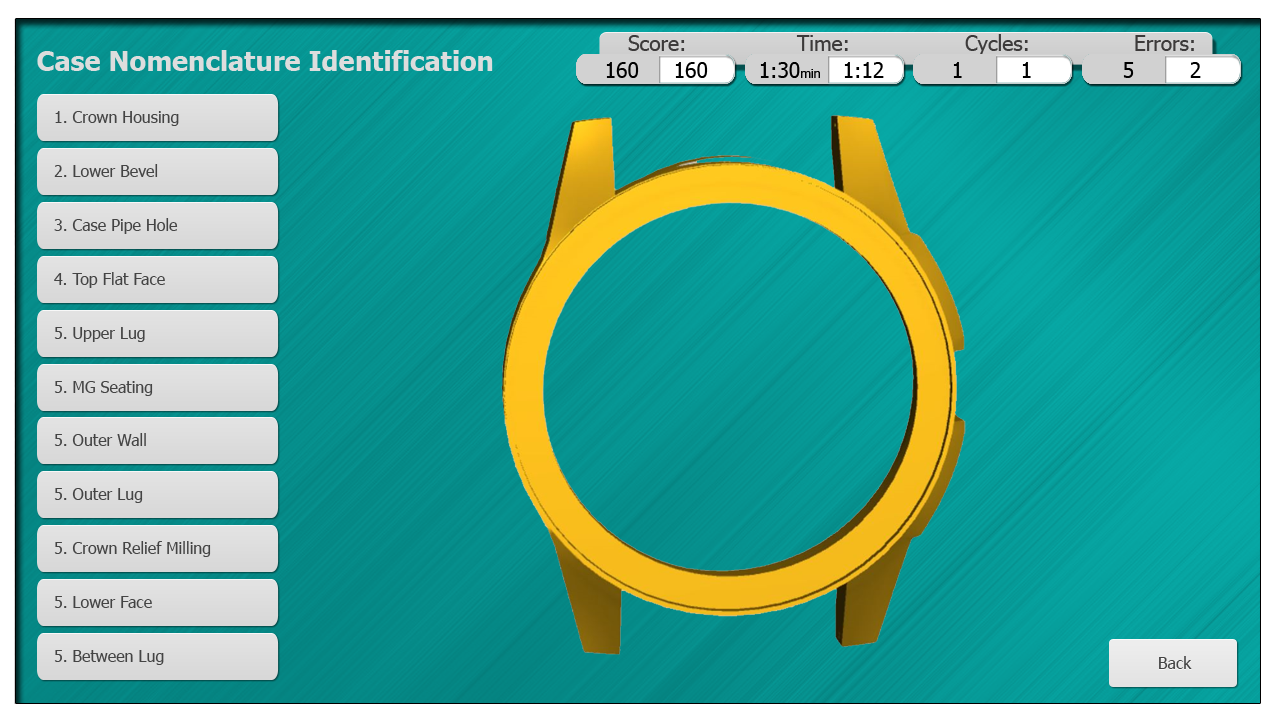 Case Nomenclature Identification
Score: Time: Cycles: Errors:
160 160 1:30min 1:12 1 1 5 2
1. Crown Housing
2. Lower Bevel
3. Case Pipe Hole
4. Top Flat Face
5. Upper Lug
5. MG Seating
5. Outer Wall
5. Outer Lug
5. Crown Relief Milling
5. Lower Face
5. Between Lug
Back